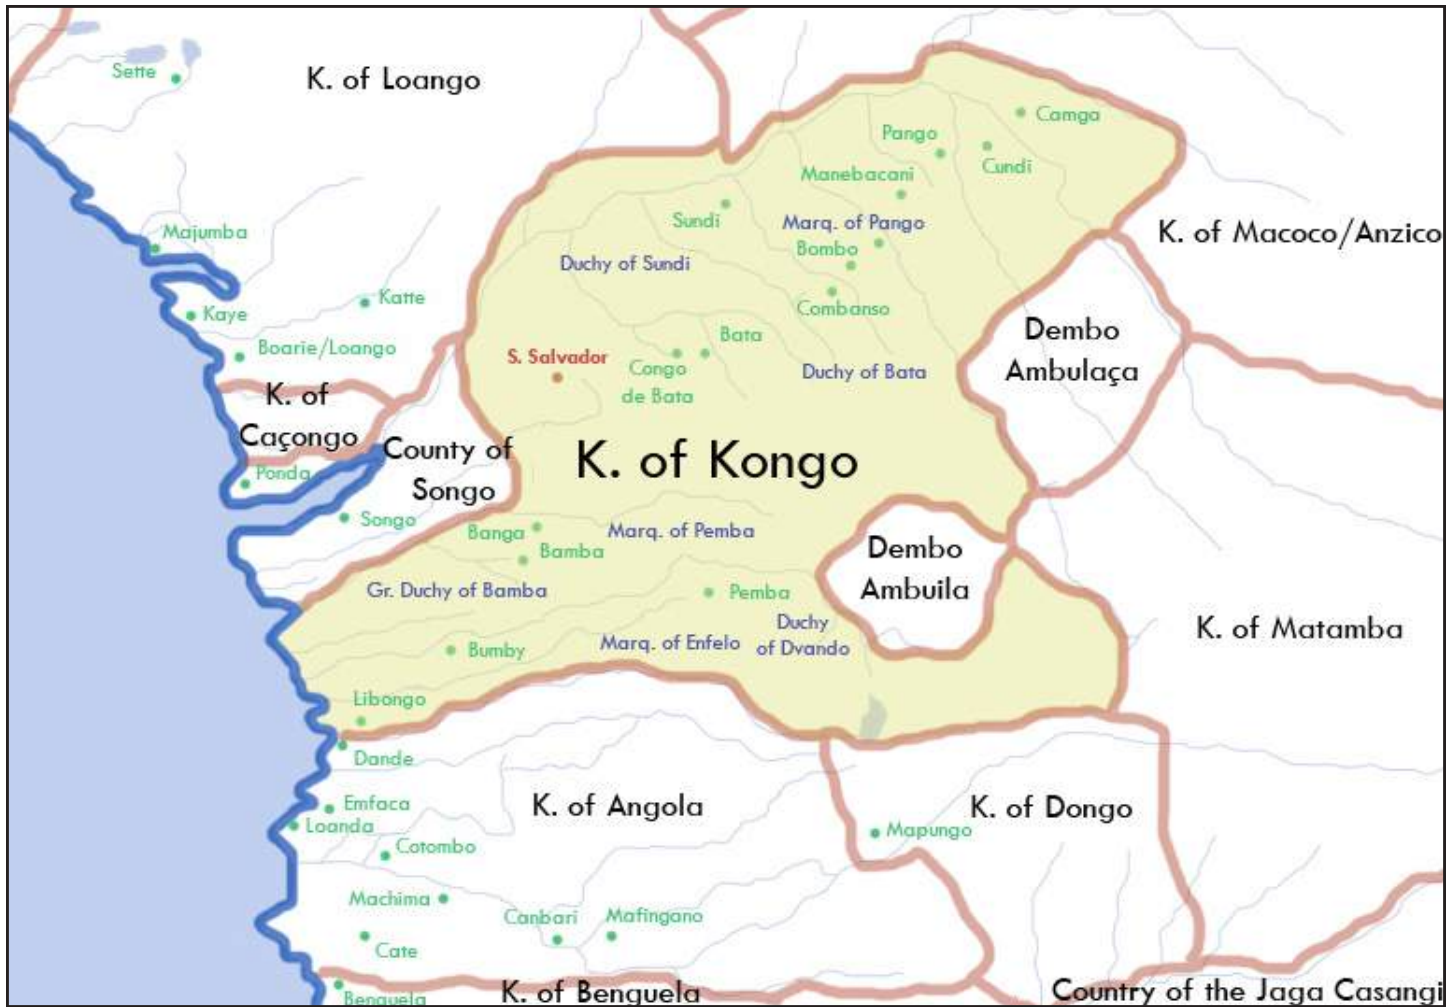 Sette
K. of Loango
Camga
Pango
Cundi
Manebacani
Sundi
Marq. of Pango
Majumba
K. of Macoco/Anzico
Bombo
Duchy of Sundi
Katte
Combanso
Kaye
Dembo
Ambulaça
Bata
Boarie/Loango
S. Salvador
Congo
de Bata
Duchy of Bata
K. of
Caçongo
County of
Songo
K. of Kongo
Ponda
Songo
Banga
Marq. of Pemba
Bamba
Dembo
Ambuila
Gr. Duchy of Bamba
Pemba
Duchy
of Dvando
K. of Matamba
Marq. of Enfelo
Bumby
Libongo
Dande
Emfaca
K. of Angola
K. of Dongo
Loanda
Mapungo
Cotombo
Machima
Canbari
Mafingano
Cate
K. of Benguela
Country of the Jaga Casangi
Benguela